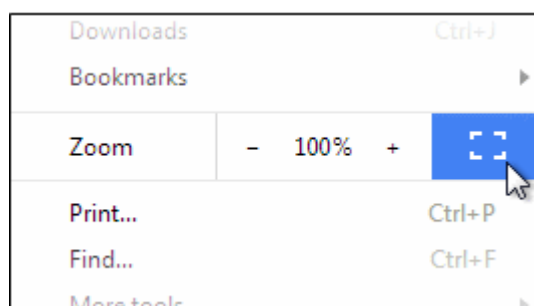 Downloads Ctrl+J
Bookmarks
Zoom - 100% +
Print... Ctrl+P
Find... Ctrl+F
More tools